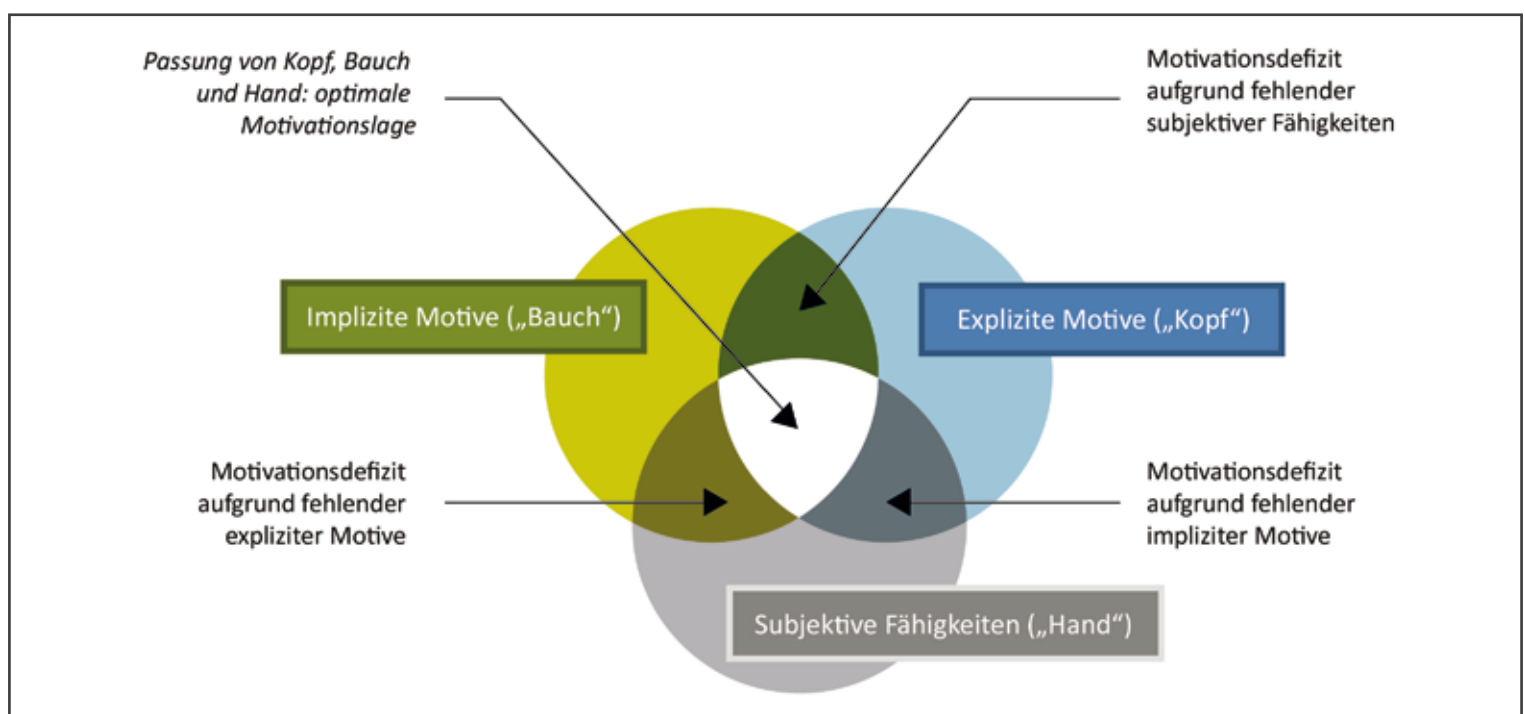 Passung von Kopf, Bauch
und Hand: optimale
Motivationslage
Motivationsdefizit
aufgrund fehlender
subjektiver Fähigkeiten
Implizite Motive („Bauch“)
Explizite Motive („Kopf“)
Motivationsdefizit
aufgrund fehlender
expliziter Motive
Motivationsdefizit
aufgrund fehlender
impliziter Motive
Subjektive Fähigkeiten („Hand“)